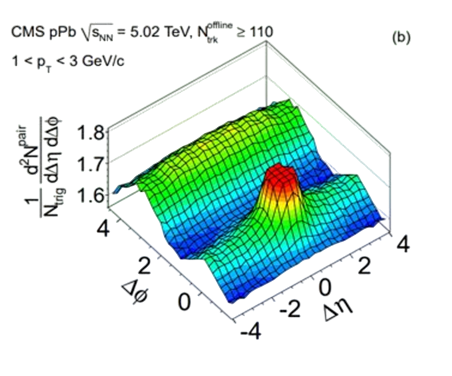 CMS pPb √s_NN = 5.02 TeV, N_trk^offline ≥ 110
(b)
1 < p_T < 3 GeV/c
1/N_trig d²N^pair/dΔη dΔφ
1.8
1.7
1.6
4
2
0
Δφ
-4
-2
0
2
4
Δη